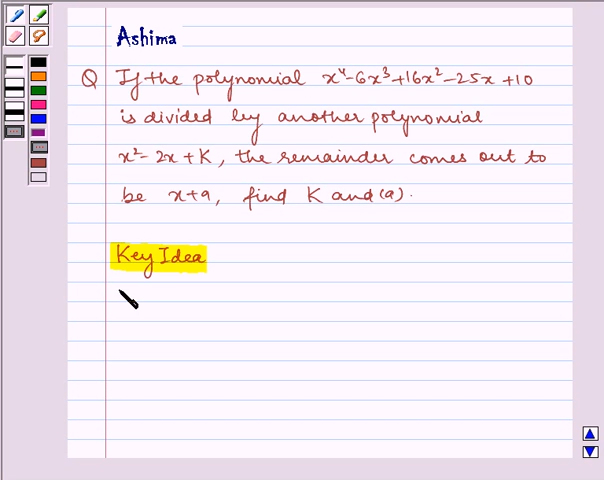 Ashima
Q If the polynomial x⁴-6x³+16x²-25x+10
is divided by another polynomial
x²-2x+K, the remainder comes out to
be x+a, find K and (a).
Key Idea